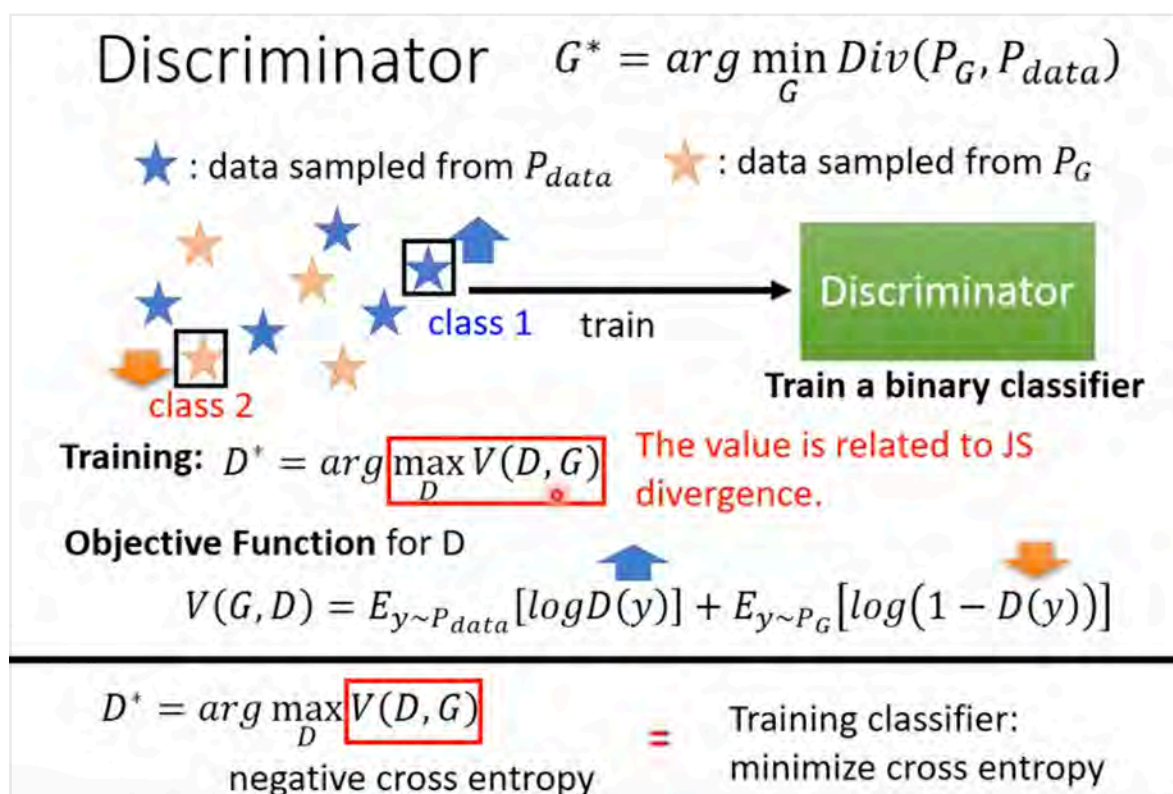 Discriminator G* = arg min_G Div(P_G, P_data)
: data sampled from P_data : data sampled from P_G
Discriminator
class 1 train
Train a binary classifier
class 2
Training: D* = arg max_D V(D, G) The value is related to JS
divergence.
Objective Function for D
V(G, D) = E_{y~P_data}[logD(y)] + E_{y~P_G}[log(1 − D(y))]
D* = arg max_D V(D, G) = Training classifier:
negative cross entropy minimize cross entropy